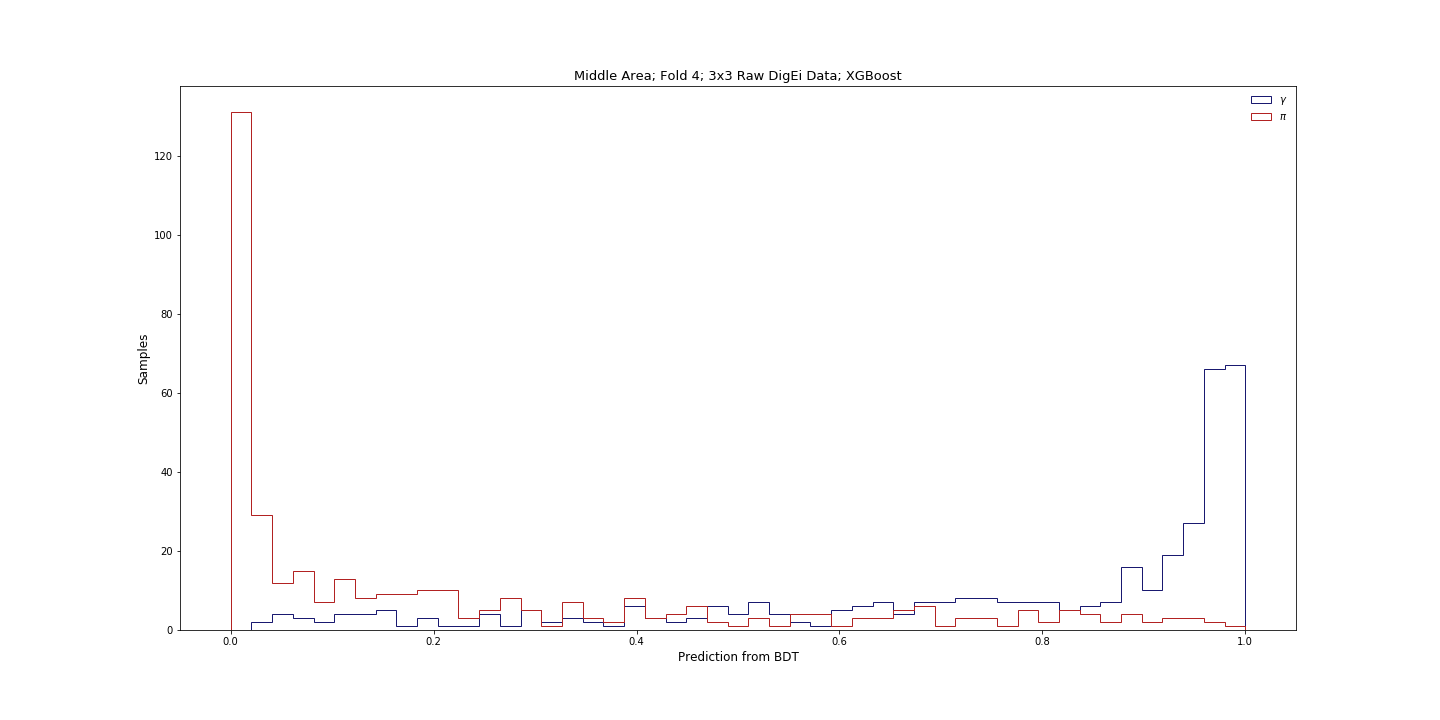 Middle Area; Fold 4; 3x3 Raw DigEi Data; XGBoost
γ
π
120
100
80
60
40
20
0
Samples
0.0 0.2 0.4 0.6 0.8 1.0
Prediction from BDT